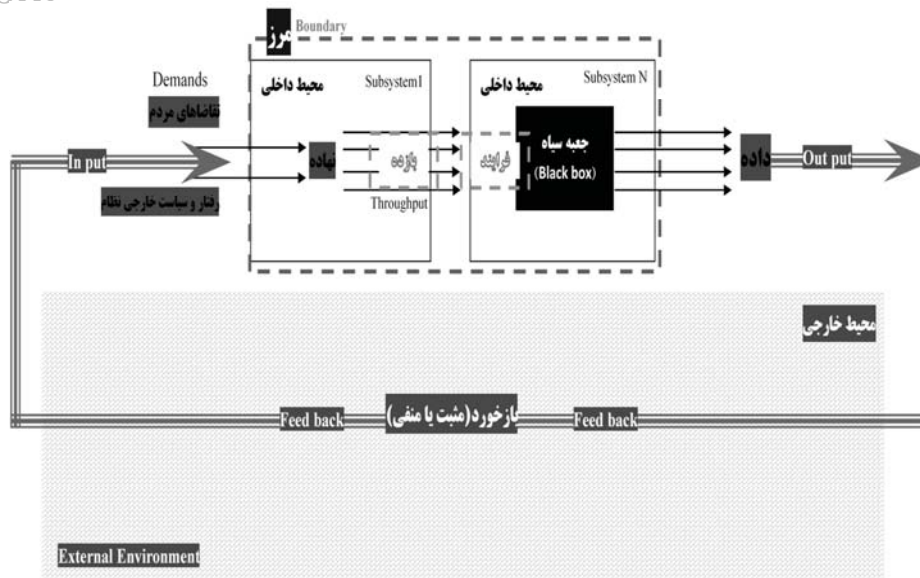 مرز Boundary
Demands
تقاضاهای مردم
In put
رفتار و سیاست خارجی نظام
محیط داخلی Subsystem1
نهاده
بازده
Throughput
محیط داخلی Subsystem N
فرایند
جعبه سیاه
(Black box)
داده
Out put
محیط خارجی
Feed back
بازخورد(مثبت یا منفی)
Feed back
External Environment